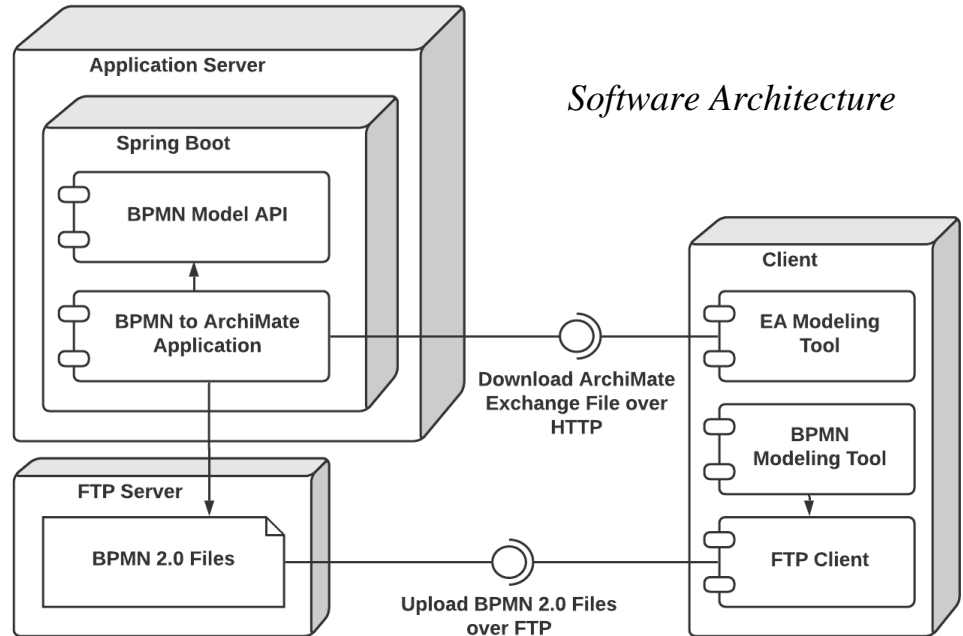 Application Server
Software Architecture
Spring Boot
BPMN Model API
Client
BPMN to ArchiMate
Application
EA Modeling
Tool
Download ArchiMate
Exchange File over
HTTP
BPMN
Modeling Tool
FTP Server
BPMN 2.0 Files
FTP Client
Upload BPMN 2.0 Files
over FTP